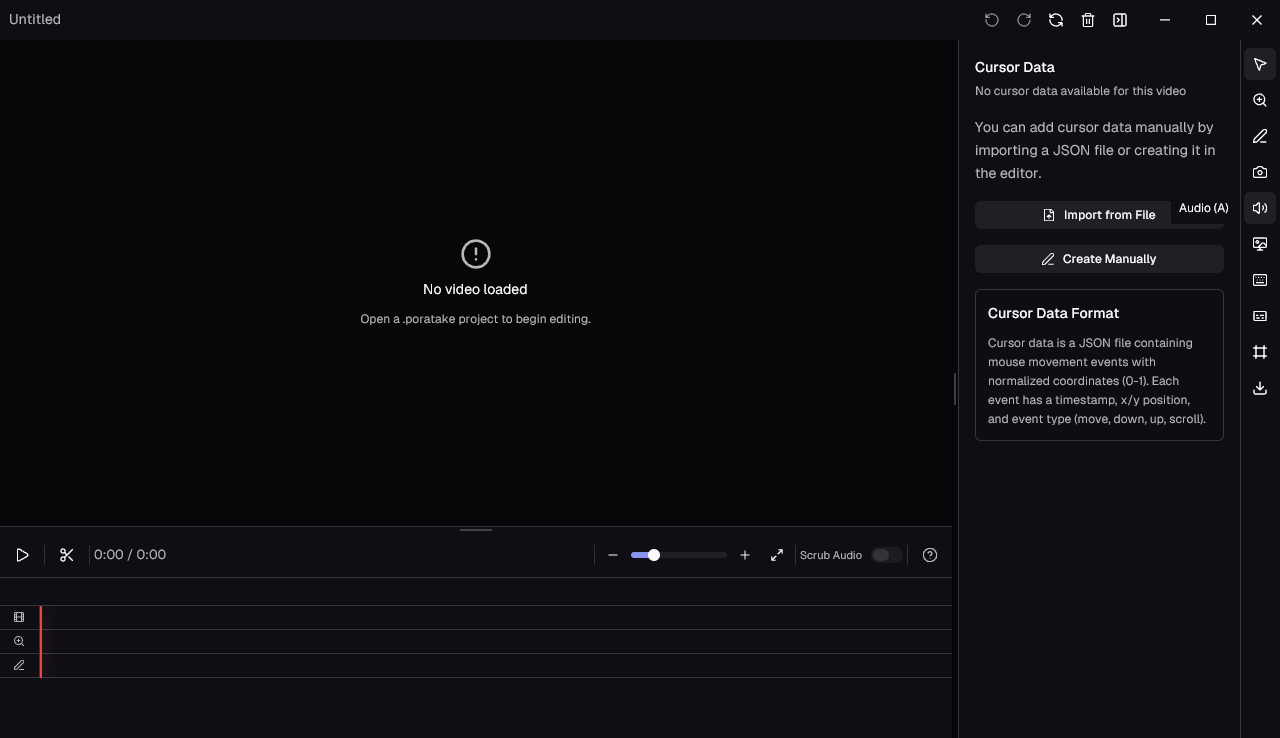 Untitled
Cursor Data
No cursor data available for this video
You can add cursor data manually by
importing a JSON file or creating it in
the editor.
Import from File
Audio (A)
Create Manually
Cursor Data Format
Cursor data is a JSON file containing
mouse movement events with
normalized coordinates (0-1). Each
event has a timestamp, x/y position,
and event type (move, down, up, scroll).
No video loaded
Open a .poratake project to begin editing.
0:00 / 0:00
Scrub Audio